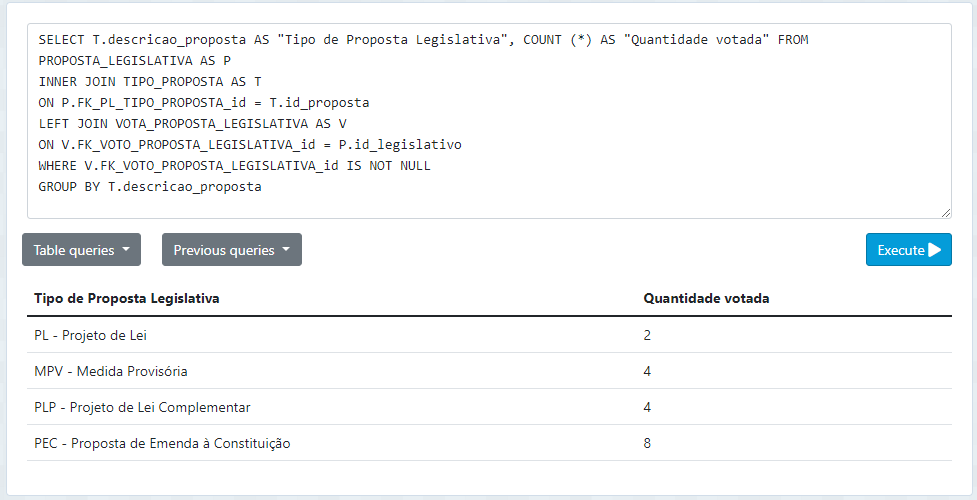 SELECT T.descricao_proposta AS "Tipo de Proposta Legislativa", COUNT (*) AS "Quantidade votada" FROM
PROPOSTA_LEGISLATIVA AS P
INNER JOIN TIPO_PROPOSTA AS T
ON P.FK_PL_TIPO_PROPOSTA_id = T.id_proposta
LEFT JOIN VOTA_PROPOSTA_LEGISLATIVA AS V
ON V.FK_VOTO_PROPOSTA_LEGISLATIVA_id = P.id_legislativo
WHERE V.FK_VOTO_PROPOSTA_LEGISLATIVA_id IS NOT NULL
GROUP BY T.descricao_proposta
Table queries Previous queries Execute
Tipo de Proposta Legislativa Quantidade votada
PL - Projeto de Lei 2
MPV - Medida Provisória 4
PLP - Projeto de Lei Complementar 4
PEC - Proposta de Emenda à Constituição 8